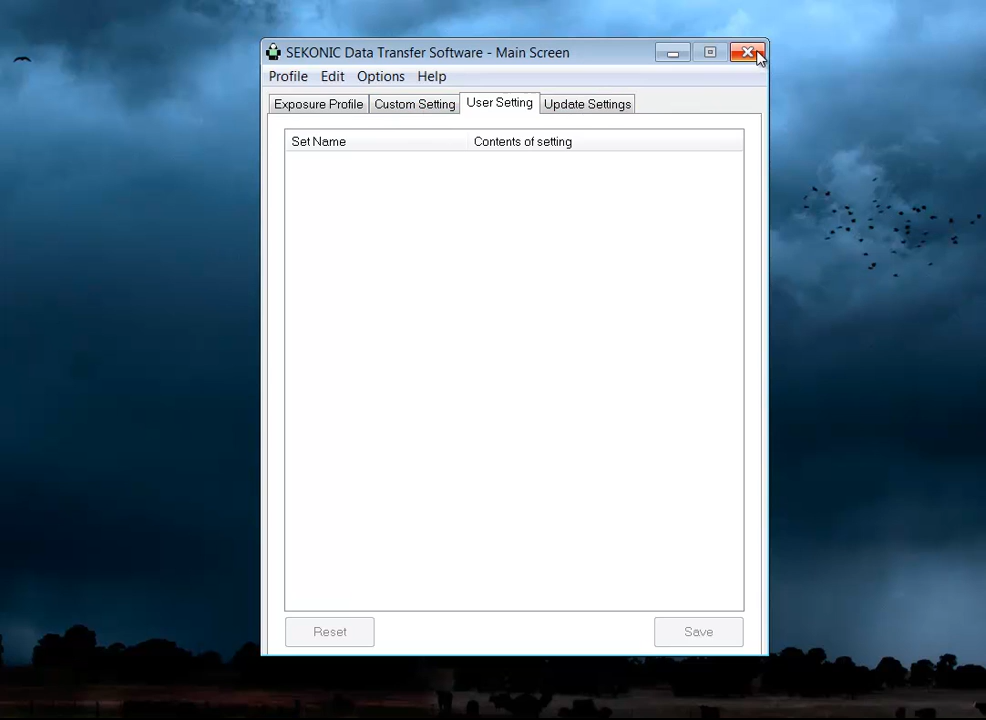 SEKONIC Data Transfer Software - Main Screen
Profile Edit Options Help
Exposure Profile Custom Setting User Setting Update Settings
Set Name Contents of setting
Reset Save